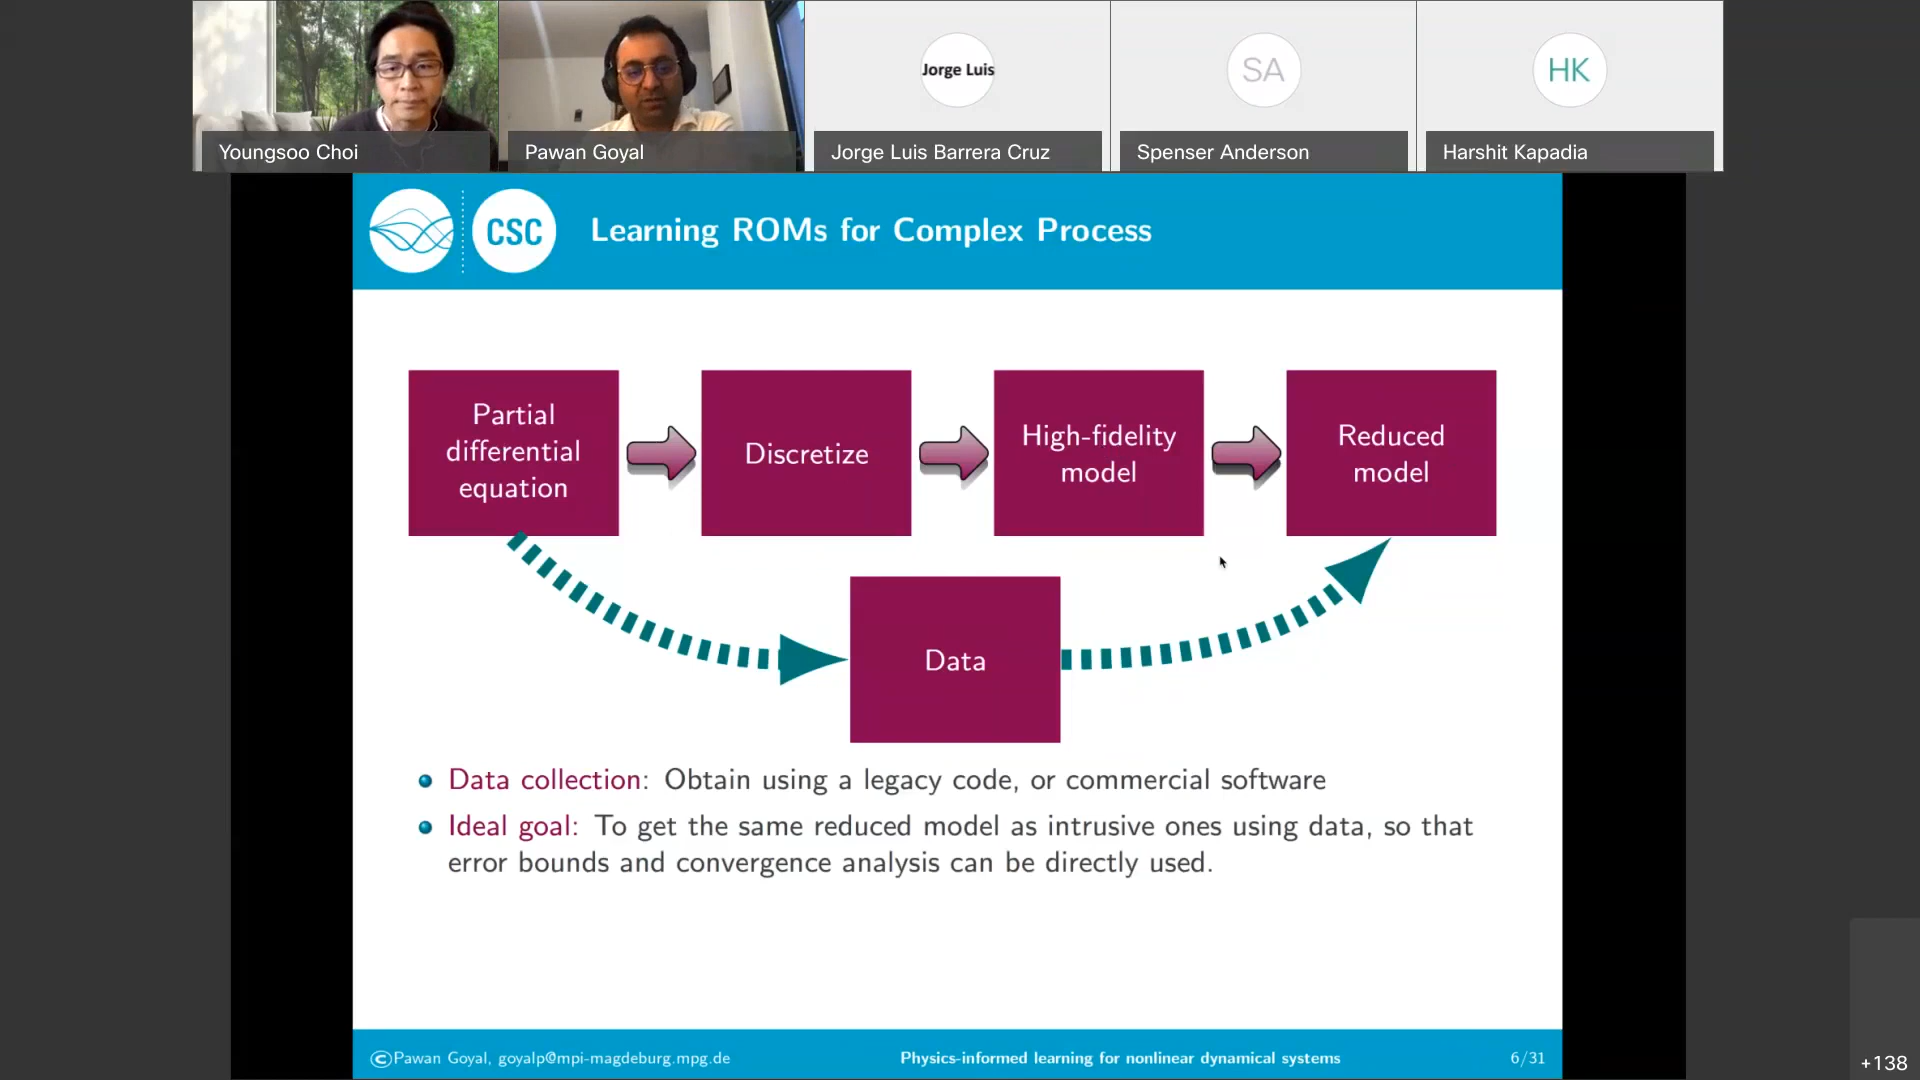 Jorge Luis
SA
HK
Youngsoo Choi
Pawan Goyal
Jorge Luis Barrera Cruz
Spenser Anderson
Harshit Kapadia
CSC
Learning ROMs for Complex Process
Partial
differential
equation
Discretize
High-fidelity
model
Reduced
model
Data
Data collection: Obtain using a legacy code, or commercial software
Ideal goal: To get the same reduced model as intrusive ones using data, so that
error bounds and convergence analysis can be directly used.
©Pawan Goyal, goyalp@mpi-magdeburg.mpg.de
Physics-informed learning for nonlinear dynamical systems
6/31
+138